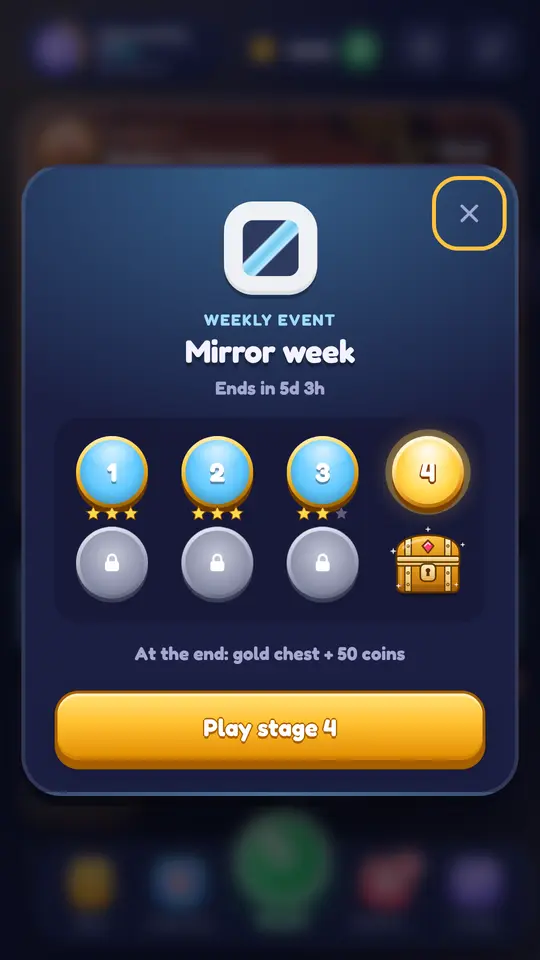 WEEKLY EVENT
Mirror week
Ends in 5d 3h
1 2 3 4
At the end: gold chest + 50 coins
Play stage 4